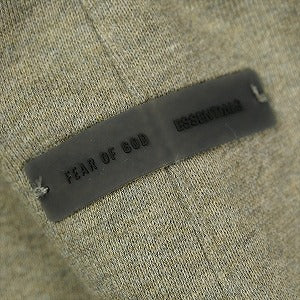 FEAR OF GOD ESSENTIALS